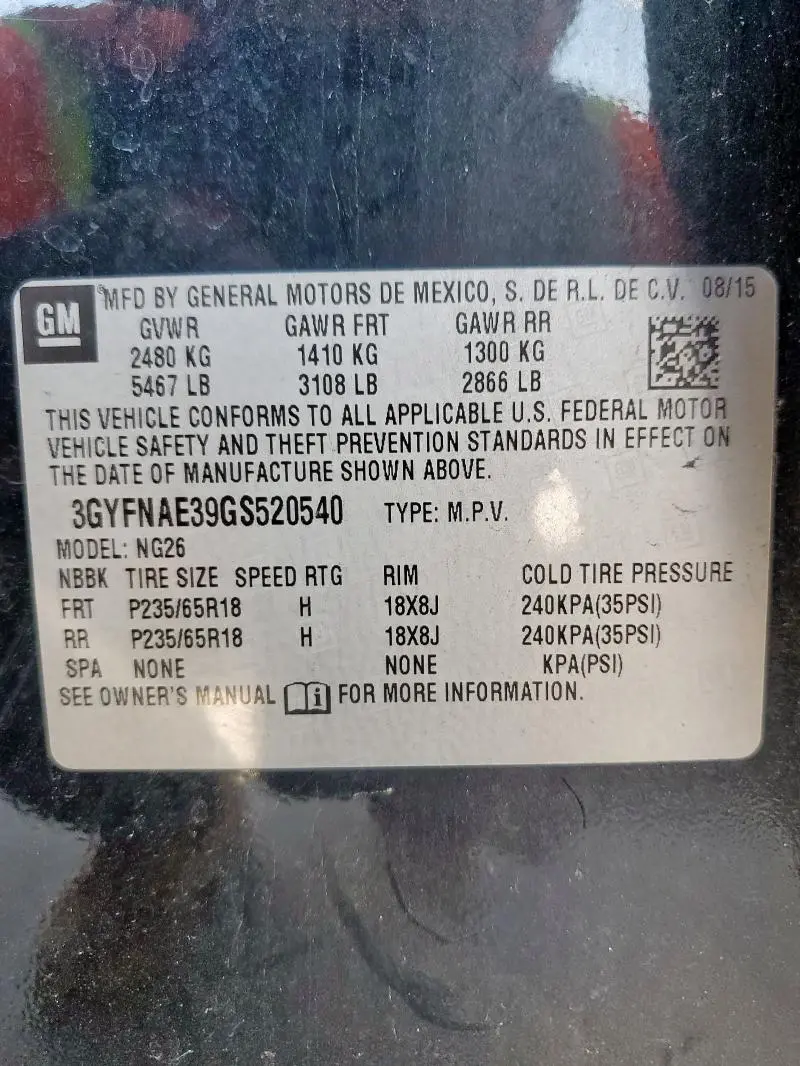 GM
® MFD BY GENERAL MOTORS DE MEXICO, S. DE R.L. DE C.V. 08/15
GVWR GAWR FRT GAWR RR
2480 KG 1410 KG 1300 KG
5467 LB 3108 LB 2866 LB
THIS VEHICLE CONFORMS TO ALL APPLICABLE U.S. FEDERAL MOTOR
VEHICLE SAFETY AND THEFT PREVENTION STANDARDS IN EFFECT ON
THE DATE OF MANUFACTURE SHOWN ABOVE.
3GYFNAE39GS520540 TYPE: M.P.V.
MODEL: NG26
NBBK TIRE SIZE SPEED RTG RIM COLD TIRE PRESSURE
FRT P235/65R18 H 18X8J 240KPA(35PSI)
RR P235/65R18 H 18X8J 240KPA(35PSI)
SPA NONE NONE KPA(PSI)
SEE OWNER'S MANUAL i FOR MORE INFORMATION.